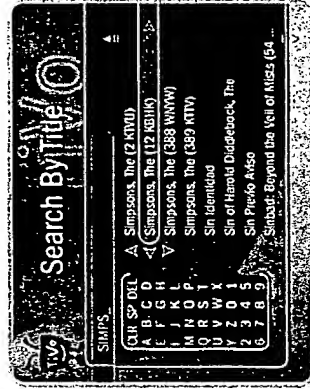 TiVo
Search By Title
SIMPS_
CLR SP DEL
A B C D
E F G H
I J K L
M N O P
Q R S T
U V W X
Y Z 0 1
2 3 4 5
6 7 8 9
Simpsons, The (2 KTVU)
Simpsons, The (12 KBHK)
Simpsons, The (388 WNYW)
Simpsons, The (389 KTTV)
Sin Identidad
Sin of Harold Diddlebock, The
Sin Previo Aviso
Sinbad: Beyond the Veil of Mists (54 ...